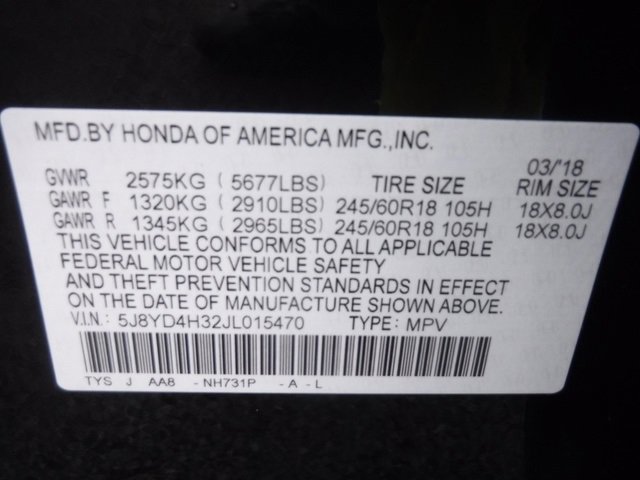 MFD.BY HONDA OF AMERICA MFG.,INC.
03/'18
GVWR 2575KG (5677LBS) TIRE SIZE RIM SIZE
GAWR F 1320KG (2910LBS) 245/60R18 105H 18X8.0J
GAWR R 1345KG (2965LBS) 245/60R18 105H 18X8.0J
THIS VEHICLE CONFORMS TO ALL APPLICABLE
FEDERAL MOTOR VEHICLE SAFETY
AND THEFT PREVENTION STANDARDS IN EFFECT
ON THE DATE OF MANUFACTURE SHOWN ABOVE.
V.I.N: 5J8YD4H32JL015470 TYPE: MPV
TYS J AA8 -NH731P -A-L